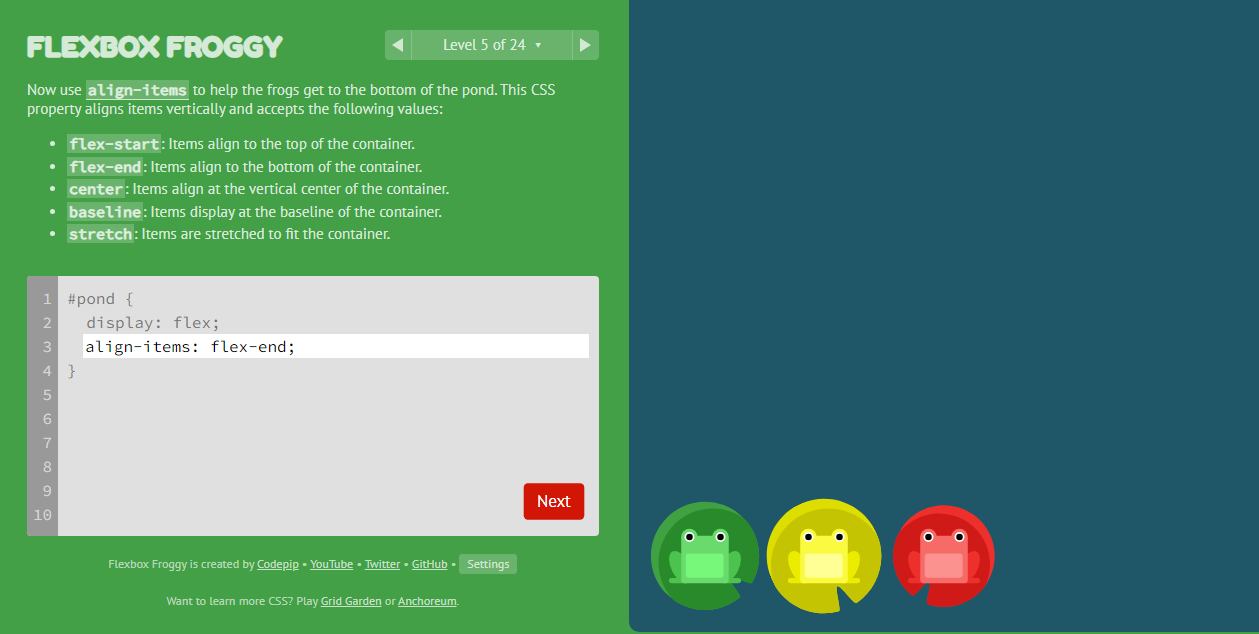 FLEXBOX FROGGY
Level 5 of 24 ▾
Now use align-items to help the frogs get to the bottom of the pond. This CSS
property aligns items vertically and accepts the following values:
• flex-start: Items align to the top of the container.
• flex-end: Items align to the bottom of the container.
• center: Items align at the vertical center of the container.
• baseline: Items display at the baseline of the container.
• stretch: Items are stretched to fit the container.
1 #pond {
2 display: flex;
3 align-items: flex-end;
4 }
5
6
7
8
9
10
Next
Flexbox Froggy is created by Codepip • YouTube • Twitter • GitHub • Settings
Want to learn more CSS? Play Grid Garden or Anchoreum.